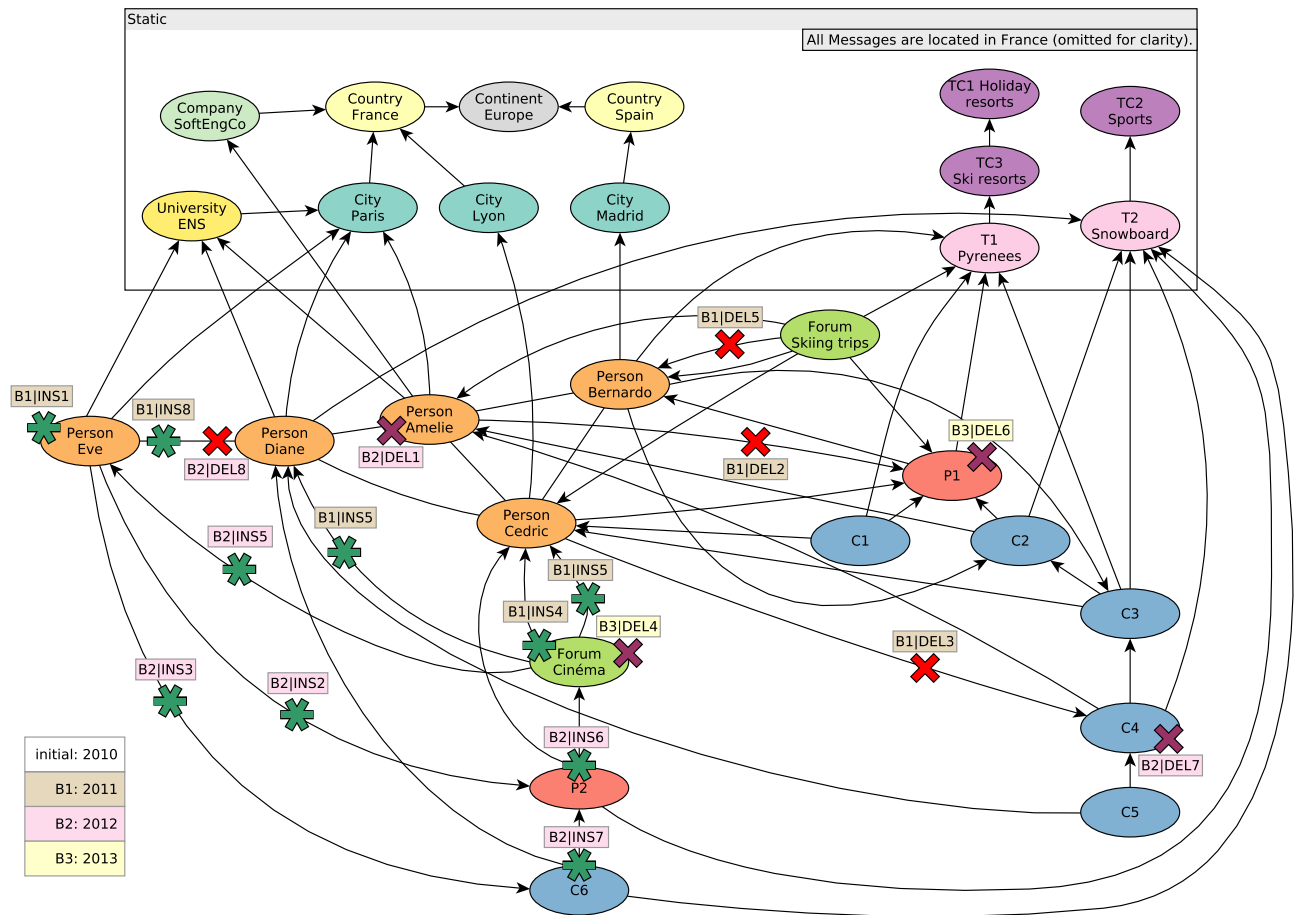 Static
All Messages are located in France (omitted for clarity).
Company
SoftEngCo
Country
France
Continent
Europe
Country
Spain
TC1 Holiday
resorts
TC2
Sports
TC3
Ski resorts
University
ENS
City
Paris
City
Lyon
City
Madrid
T1
Pyrenees
T2
Snowboard
B1|DEL5
Forum
Skiing trips
Person
Bernardo
B1|INS1
B1|INS8
Person
Eve
Person
Diane
Person
Amelie
B2|DEL8
B2|DEL1
B1|DEL2
B3|DEL6
P1
B1|INS5
Person
Cedric
B2|INS5
C1
C2
B1|INS5
B1|INS4
B3|DEL4
C3
Forum
Cinéma
B1|DEL3
B2|INS3
B2|INS2
C4
B2|DEL7
B2|INS6
P2
C5
B2|INS7
C6
initial: 2010
B1: 2011
B2: 2012
B3: 2013